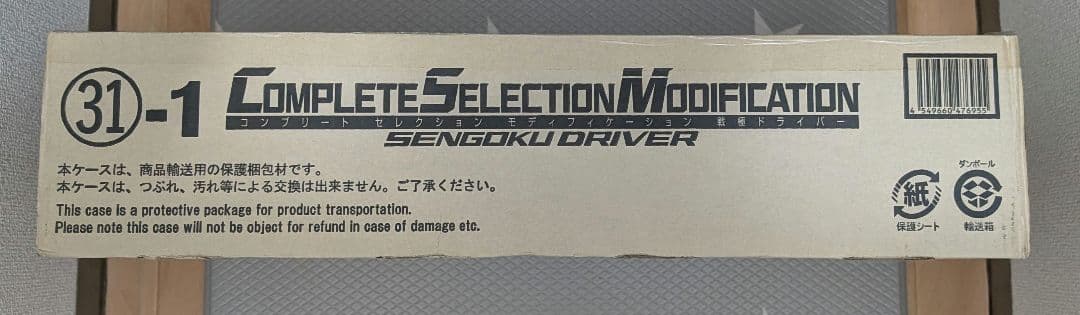 31-1
COMPLETE SELECTION MODIFICATION
コンプリート セレクション モディフィケーション 戦極ドライバー
SENGOKU DRIVER
本ケースは、商品輸送用の保護梱包材です。
本ケースは、つぶれ、汚れ等による交換は出来ません。ご了承ください。
This case is a protective package for product transportation.
Please note this case will not be object for refund in case of damage etc.
4 549660 476955
紙
保護シート
ダンボール
輸送箱